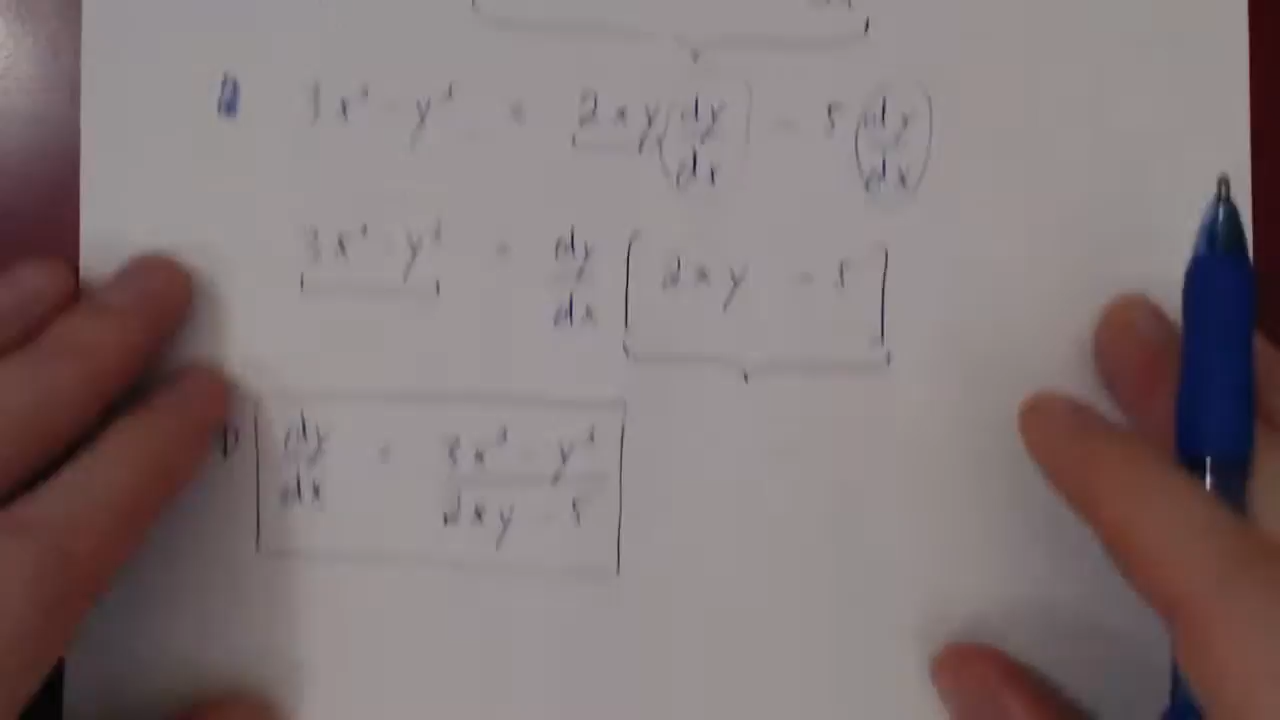 3x² - y² = 2xy(dy/dx) - 5(dy/dx)
3x² - y² = dy/dx [2xy - 5]
dy/dx = 3x² - y² / 2xy - 5